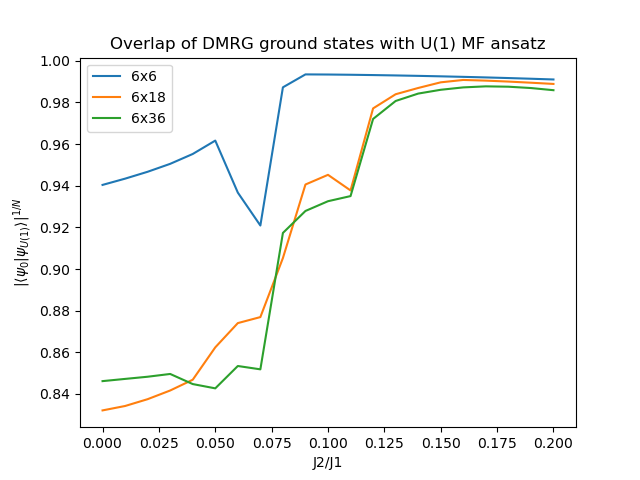 Overlap of DMRG ground states with U(1) MF ansatz
6x6
6x18
6x36
1.00
0.98
0.96
0.94
0.92
0.90
0.88
0.86
0.84
|⟨ψ₀|ψ_{U(1)}⟩|^{1/N}
0.000 0.025 0.050 0.075 0.100 0.125 0.150 0.175 0.200
J2/J1